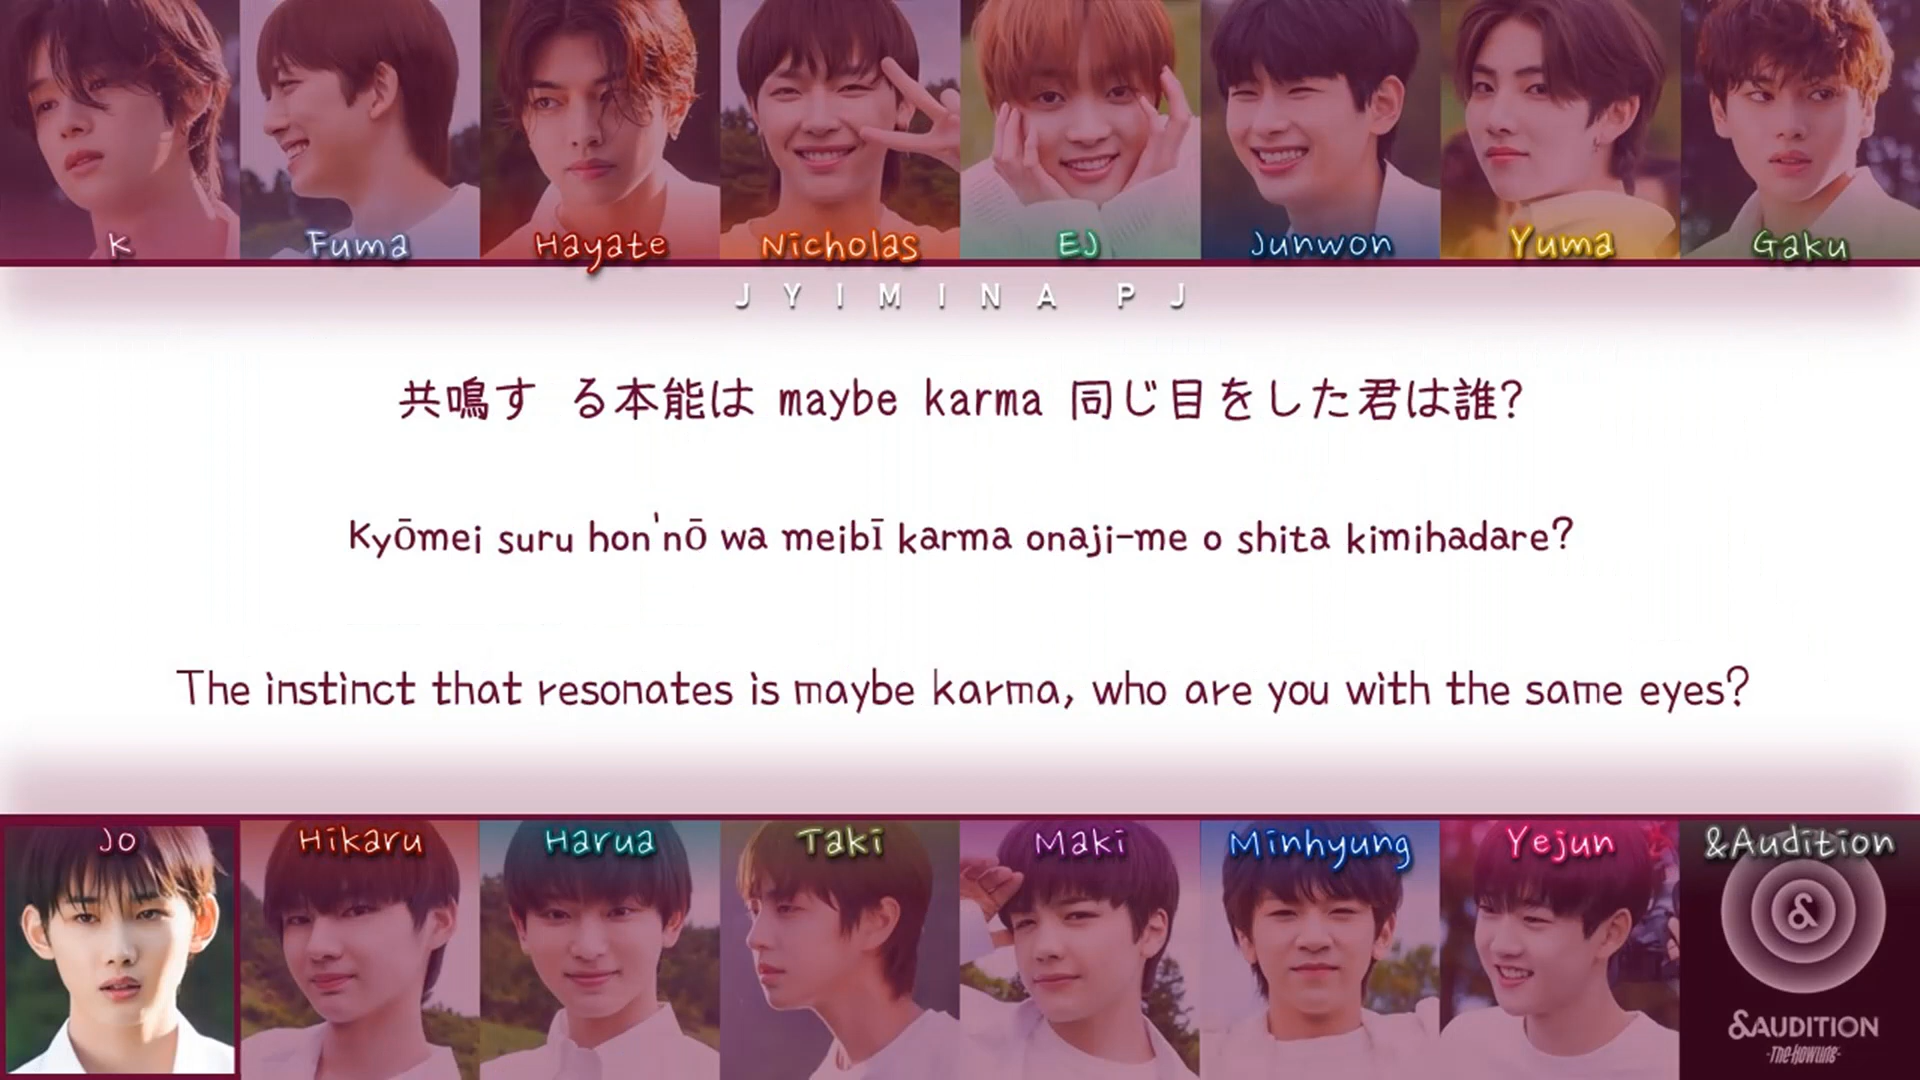 K Fuma Hayate Nicholas EJ Junwon Yuma Gaku
JYIMINA PJ
共鳴す る本能は maybe karma 同じ目をした君は誰?
Kyōmei suru hon'nō wa meibī karma onaji-me o shita kimihadare?
The instinct that resonates is maybe karma, who are you with the same eyes?
Jo Hikaru Harua Taki Maki Minhyung Yejun &Audition
&
&AUDITION
-The Howling-